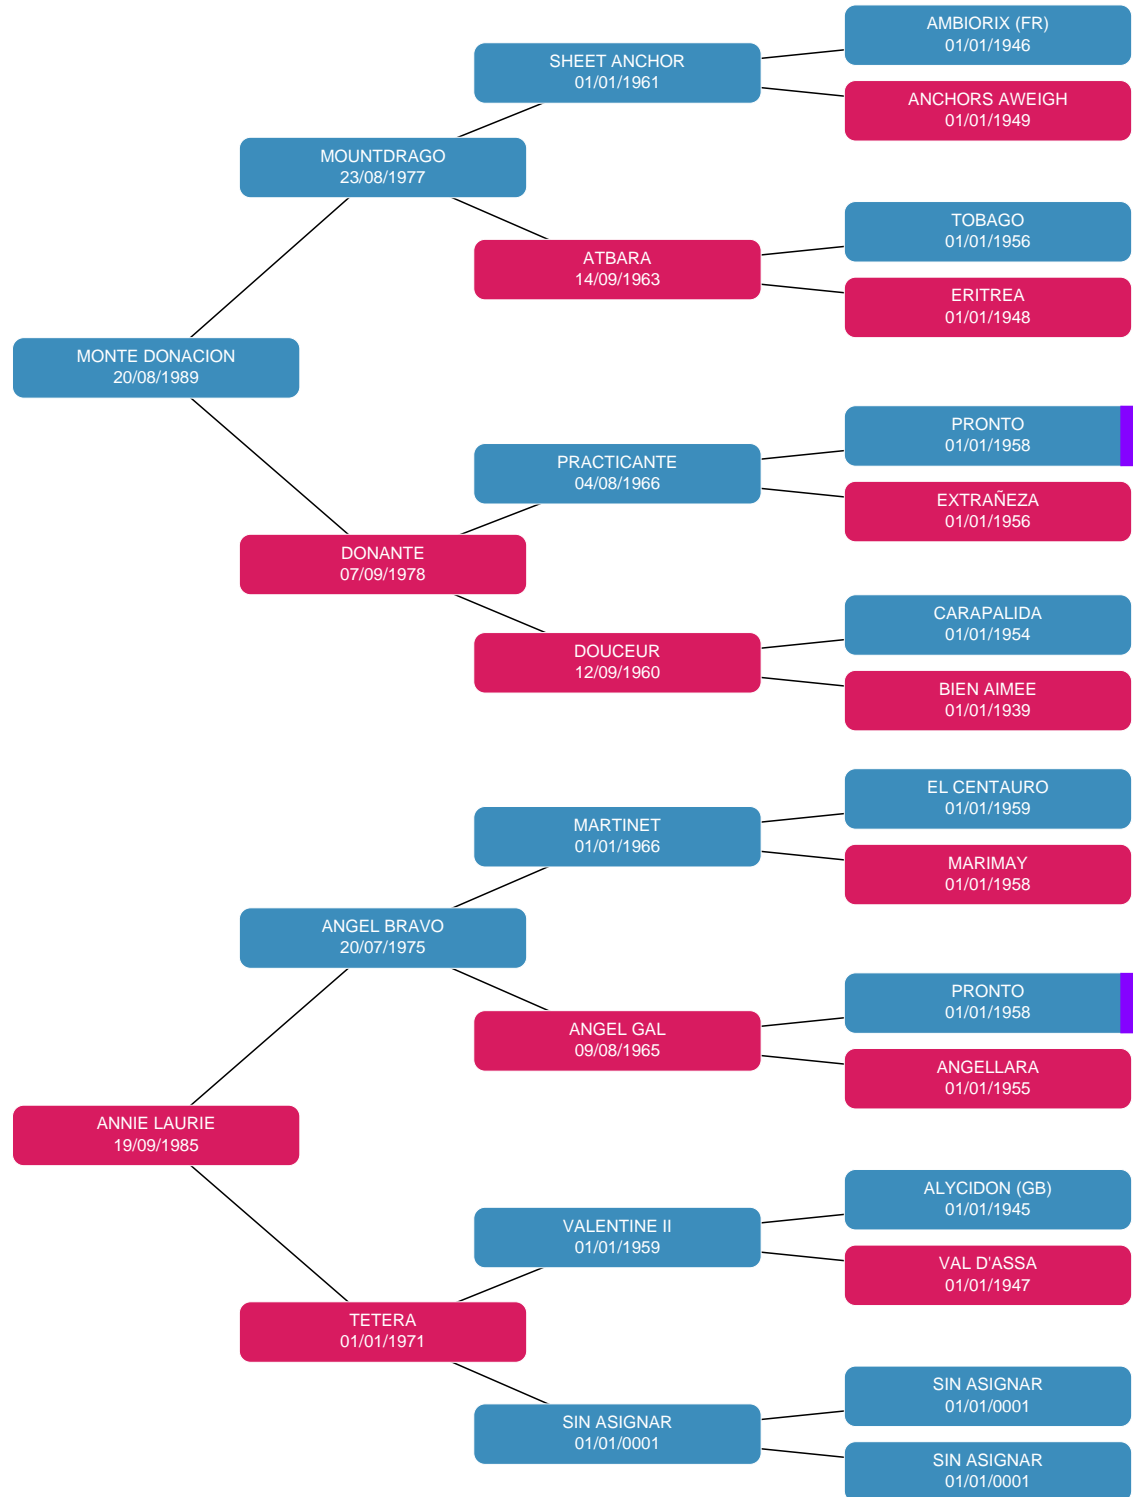 AMBIORIX (FR)
01/01/1946
SHEET ANCHOR
01/01/1961
ANCHORS AWEIGH
01/01/1949
MOUNTDRAGO
23/08/1977
TOBAGO
01/01/1956
ATBARA
14/09/1963
ERITREA
01/01/1948
MONTE DONACION
20/08/1989
PRONTO
01/01/1958
PRACTICANTE
04/08/1966
EXTRAÑEZA
01/01/1956
DONANTE
07/09/1978
CARAPALIDA
01/01/1954
DOUCEUR
12/09/1960
BIEN AIMEE
01/01/1939
EL CENTAURO
01/01/1959
MARTINET
01/01/1966
MARIMAY
01/01/1958
ANGEL BRAVO
20/07/1975
PRONTO
01/01/1958
ANGEL GAL
09/08/1965
ANGELLARA
01/01/1955
ANNIE LAURIE
19/09/1985
ALYCIDON (GB)
01/01/1945
VALENTINE II
01/01/1959
VAL D'ASSA
01/01/1947
TETERA
01/01/1971
SIN ASIGNAR
01/01/0001
SIN ASIGNAR
01/01/0001
SIN ASIGNAR
01/01/0001